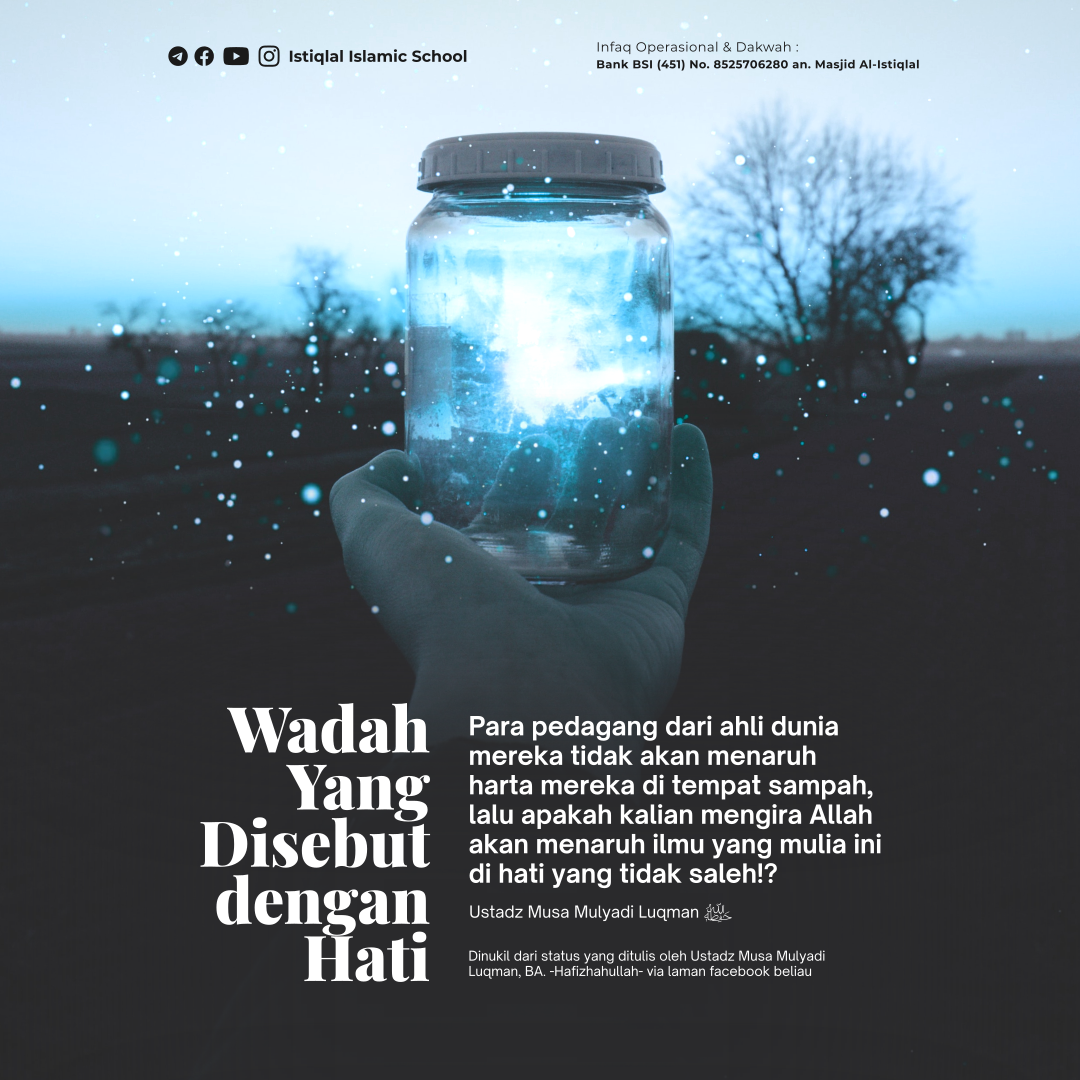 Istiqlal Islamic School
Infaq Operasional & Dakwah :
Bank BSI (451) No. 8525706280 an. Masjid Al-Istiqlal
Wadah
Yang
Disebut
dengan
Hati
Para pedagang dari ahli dunia
mereka tidak akan menaruh
harta mereka di tempat sampah,
lalu apakah kalian mengira Allah
akan menaruh ilmu yang mulia ini
di hati yang tidak saleh!?
Ustadz Musa Mulyadi Luqman
Dinukil dari status yang ditulis oleh Ustadz Musa Mulyadi
Luqman, BA. -Hafizhahullah- via laman facebook beliau